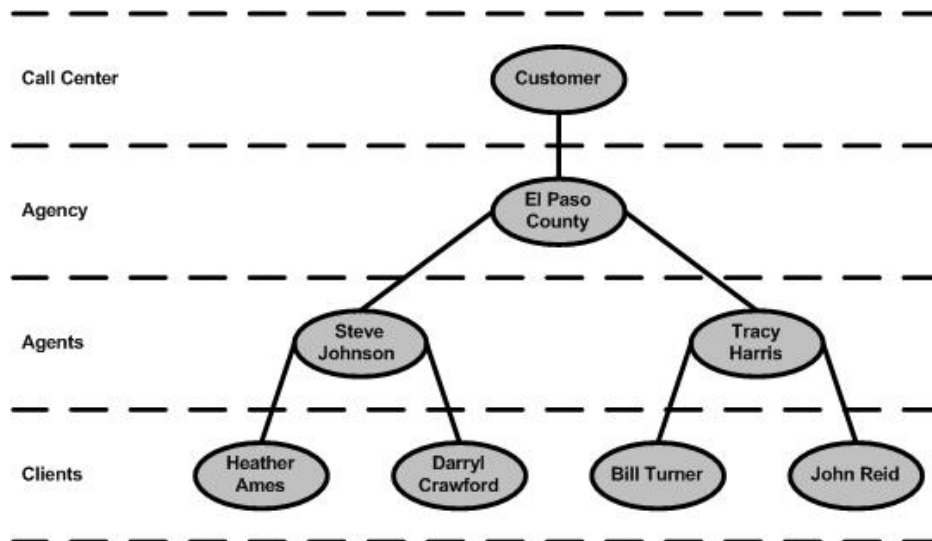 Call Center
Customer
Agency
El Paso
County
Agents
Steve
Johnson
Tracy
Harris
Clients
Heather
Ames
Darryl
Crawford
Bill Turner
John Reid